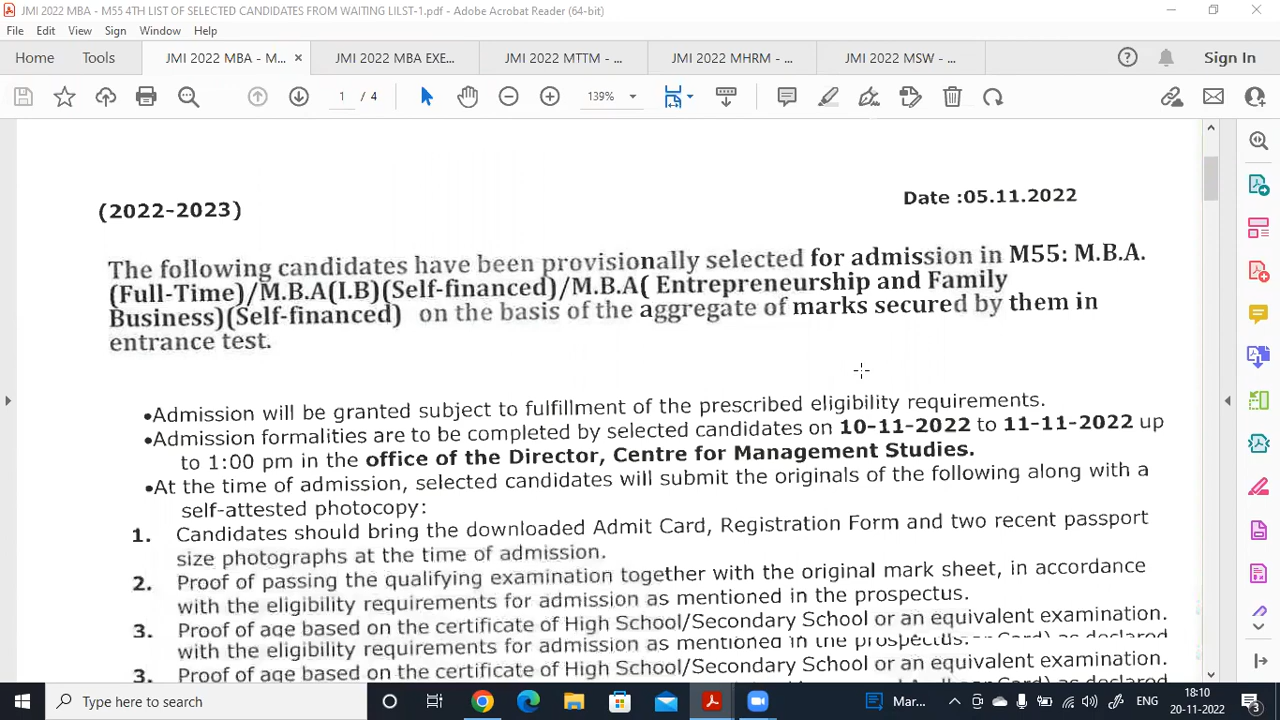 JMI 2022 MBA - M55 4TH LIST OF SELECTED CANDIDATES FROM WAITING LILST-1.pdf - Adobe Acrobat Reader (64-bit)
File Edit View Sign Window Help
Home Tools JMI 2022 MBA - M... × JMI 2022 MBA EXE... JMI 2022 MTTM - ... JMI 2022 MHRM - ... JMI 2022 MSW - ... Sign In
1 / 4 139%
(2022-2023) Date :05.11.2022
The following candidates have been provisionally selected for admission in M55: M.B.A.
(Full-Time)/M.B.A(I.B)(Self-financed)/M.B.A( Entrepreneurship and Family
Business)(Self-financed) on the basis of the aggregate of marks secured by them in
entrance test.
•Admission will be granted subject to fulfillment of the prescribed eligibility requirements.
•Admission formalities are to be completed by selected candidates on 10-11-2022 to 11-11-2022 up
to 1:00 pm in the office of the Director, Centre for Management Studies.
•At the time of admission, selected candidates will submit the originals of the following along with a
self-attested photocopy:
1. Candidates should bring the downloaded Admit Card, Registration Form and two recent passport
size photographs at the time of admission.
2. Proof of passing the qualifying examination together with the original mark sheet, in accordance
with the eligibility requirements for admission as mentioned in the prospectus.
3. Proof of age based on the certificate of High School/Secondary School or an equivalent examination.
with the eligibility requirements for admission as mentioned in the prospectus. Card) as declared
3. Proof of age based on the certificate of High School/Secondary School or an equivalent examination.
Type here to search Mar... ENG 18:10
20-11-2022 3